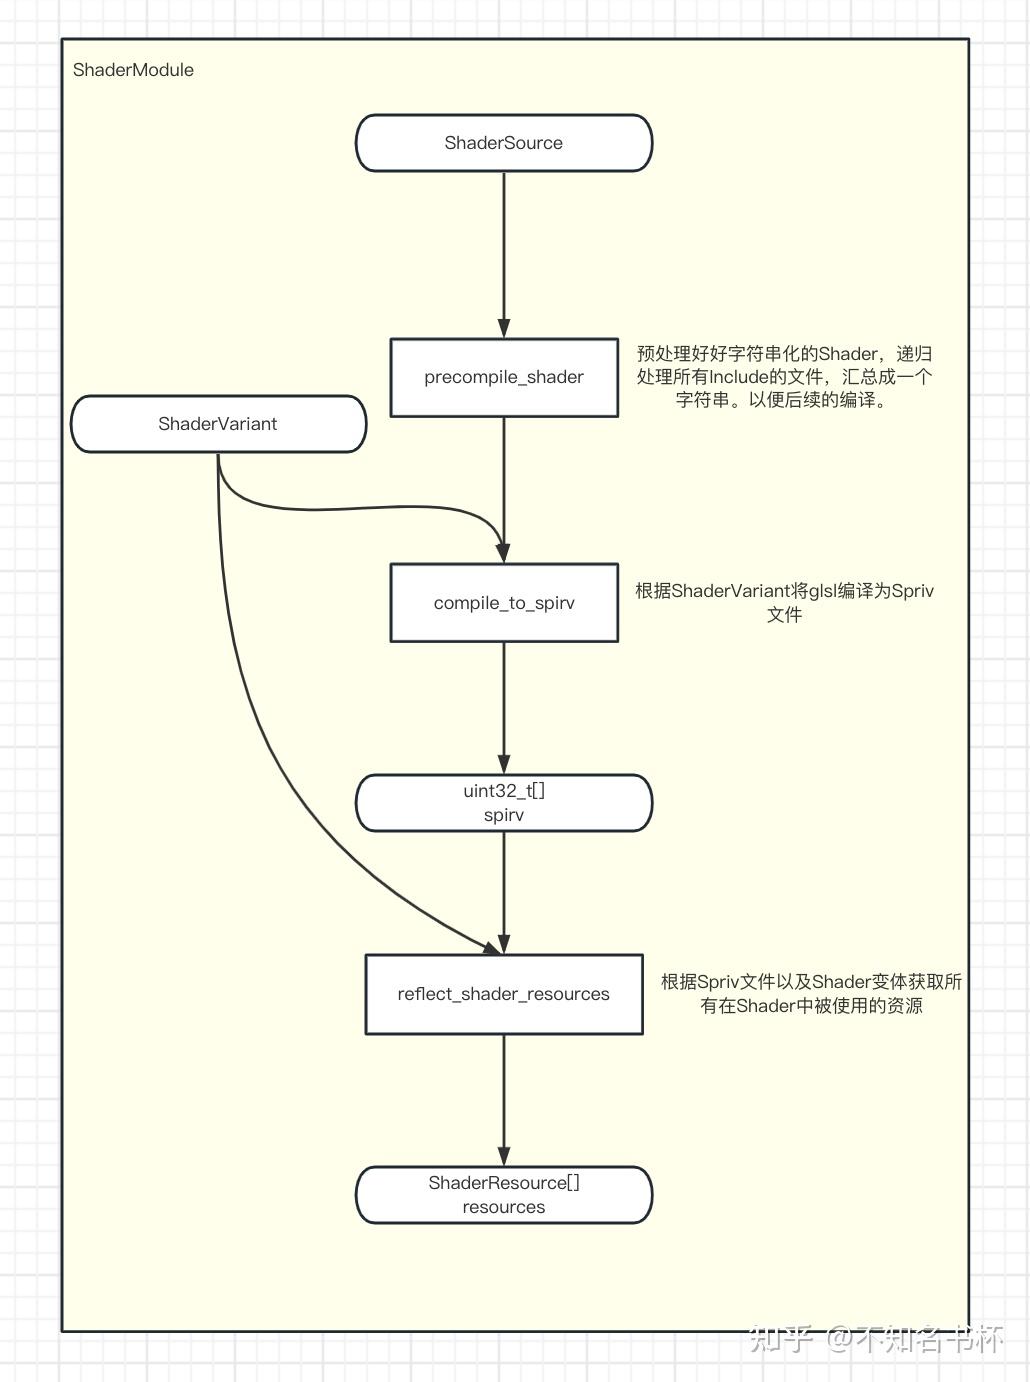 ShaderModule
ShaderSource
precompile_shader
预处理好好字符串化的Shader，递归
处理所有Include的文件，汇总成一个
字符串。以便后续的编译。
ShaderVariant
compile_to_spirv
根据ShaderVariant将glsl编译为Spriv
文件
uint32_t[]
spirv
reflect_shader_resources
根据Spriv文件以及Shader变体获取所
有在Shader中被使用的资源
ShaderResource[]
resources
知乎 @不知名书杯